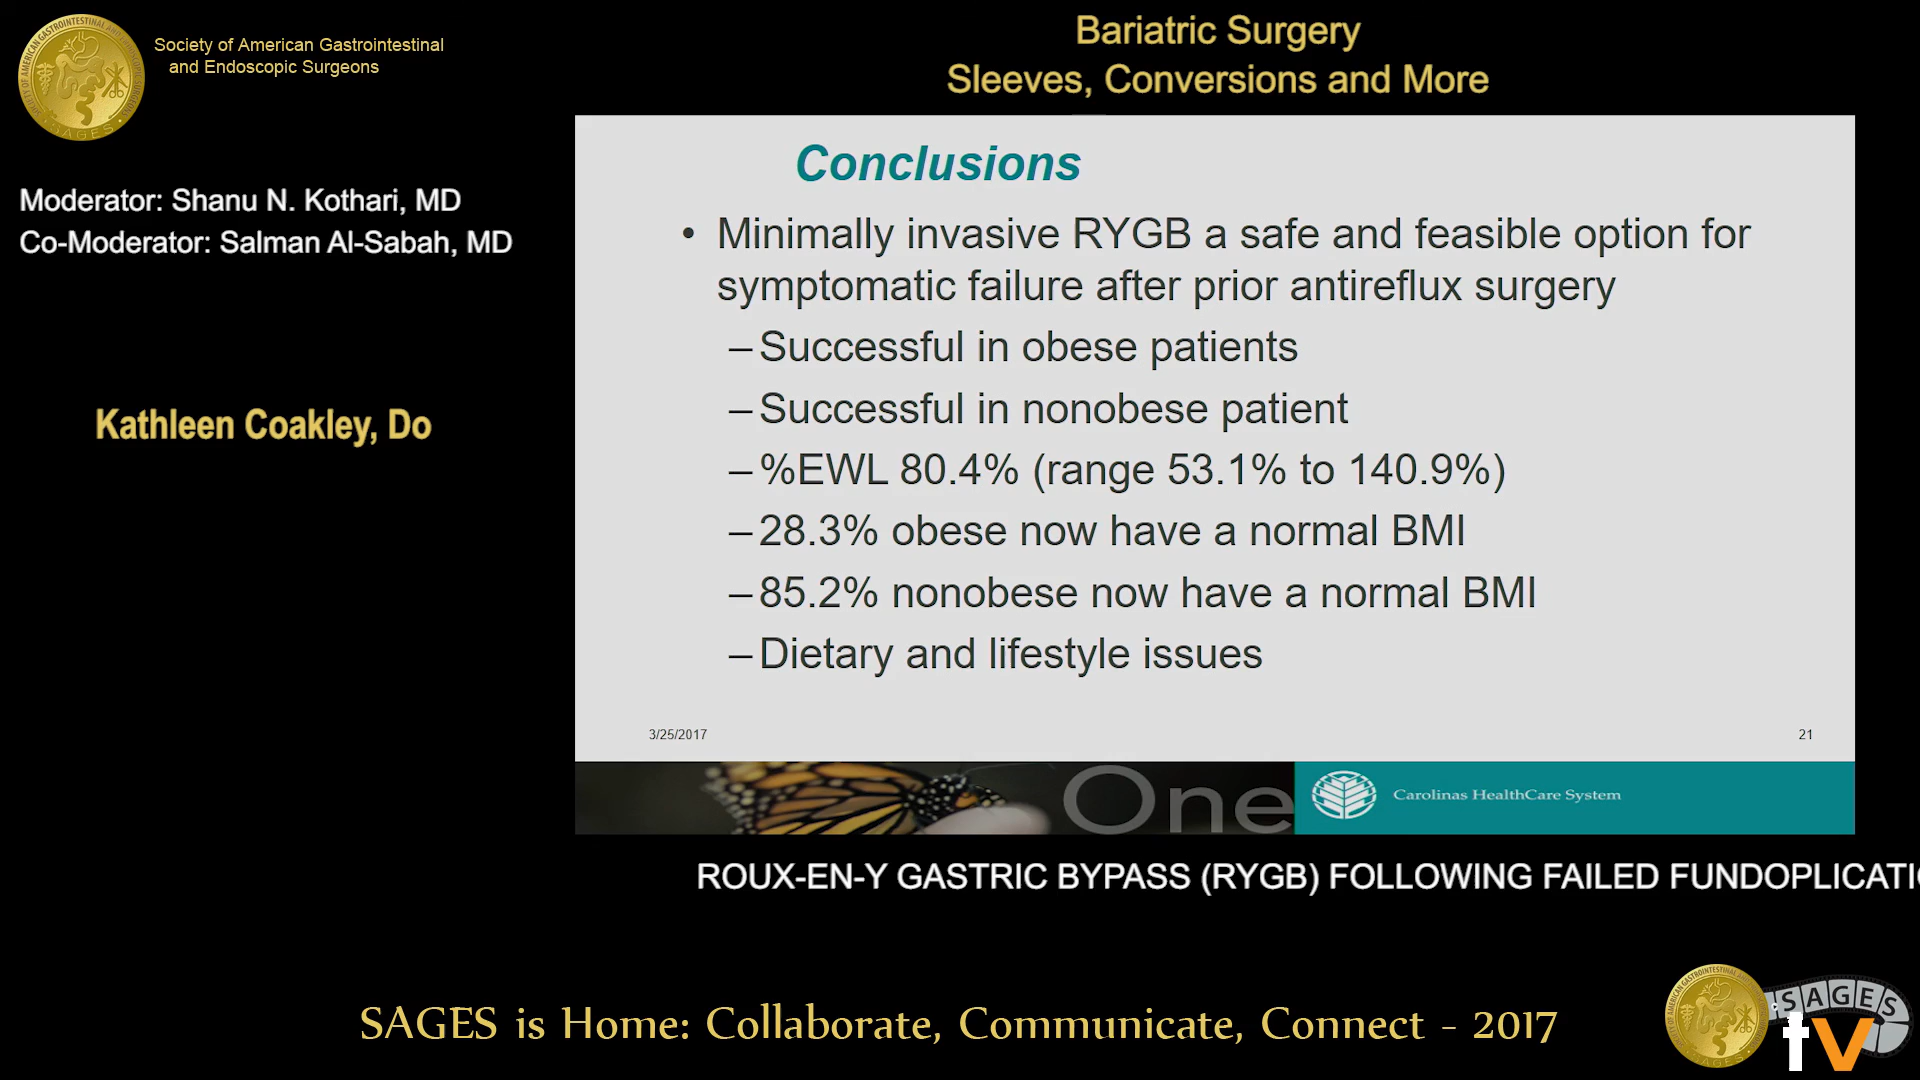 Society of American Gastrointestinal
and Endoscopic Surgeons
Bariatric Surgery
Sleeves, Conversions and More
Moderator: Shanu N. Kothari, MD
Co-Moderator: Salman Al-Sabah, MD
Kathleen Coakley, Do
Conclusions
• Minimally invasive RYGB a safe and feasible option for
symptomatic failure after prior antireflux surgery
– Successful in obese patients
– Successful in nonobese patient
– %EWL 80.4% (range 53.1% to 140.9%)
– 28.3% obese now have a normal BMI
– 85.2% nonobese now have a normal BMI
– Dietary and lifestyle issues
3/25/2017
21
One
Carolinas HealthCare System
ROUX-EN-Y GASTRIC BYPASS (RYGB) FOLLOWING FAILED FUNDOPLICATI
SAGES is Home: Collaborate, Communicate, Connect - 2017
SAGES
tv